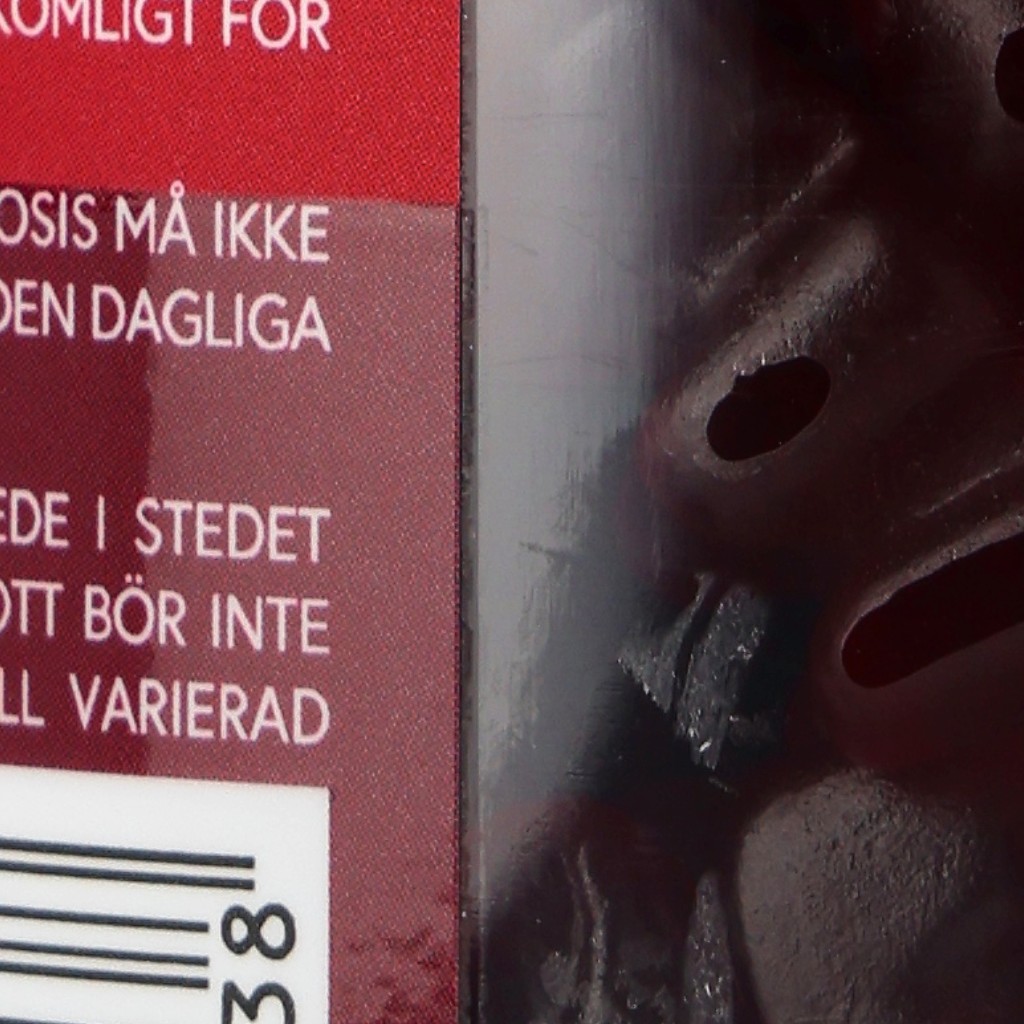 KOMLIGT FÖR
OSIS MÅ IKKE
DEN DAGLIGA
EDE I STEDET
OTT BÖR INTE
LL VARIERAD
38